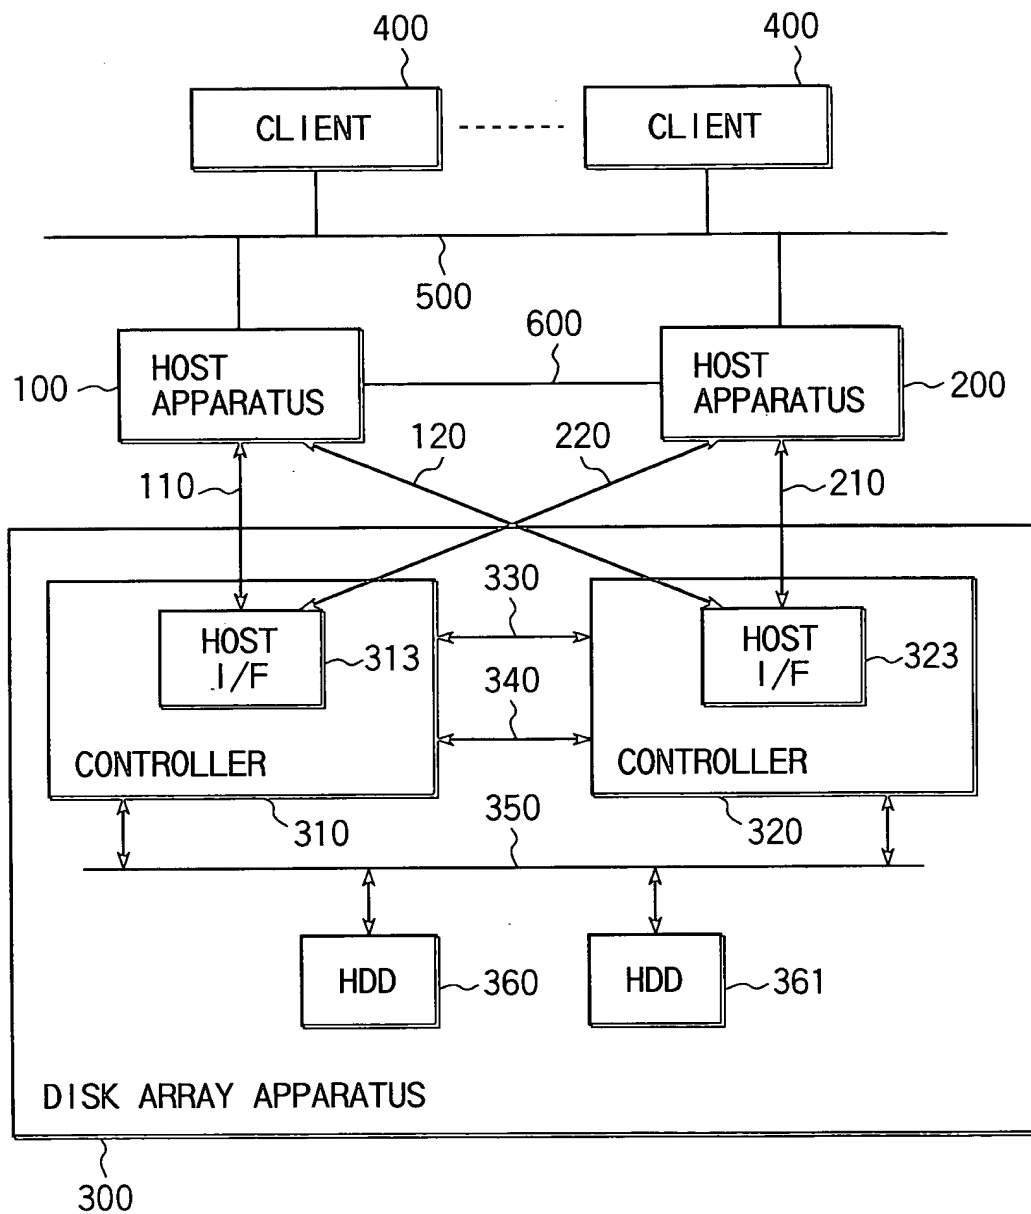 400
400
CLIENT
CLIENT
500
600
100
HOST
APPARATUS
HOST
APPARATUS
200
120
220
110
210
330
HOST
I/F
313
340
HOST
I/F
323
CONTROLLER
CONTROLLER
310
350
320
HDD
360
HDD
361
DISK ARRAY APPARATUS
300